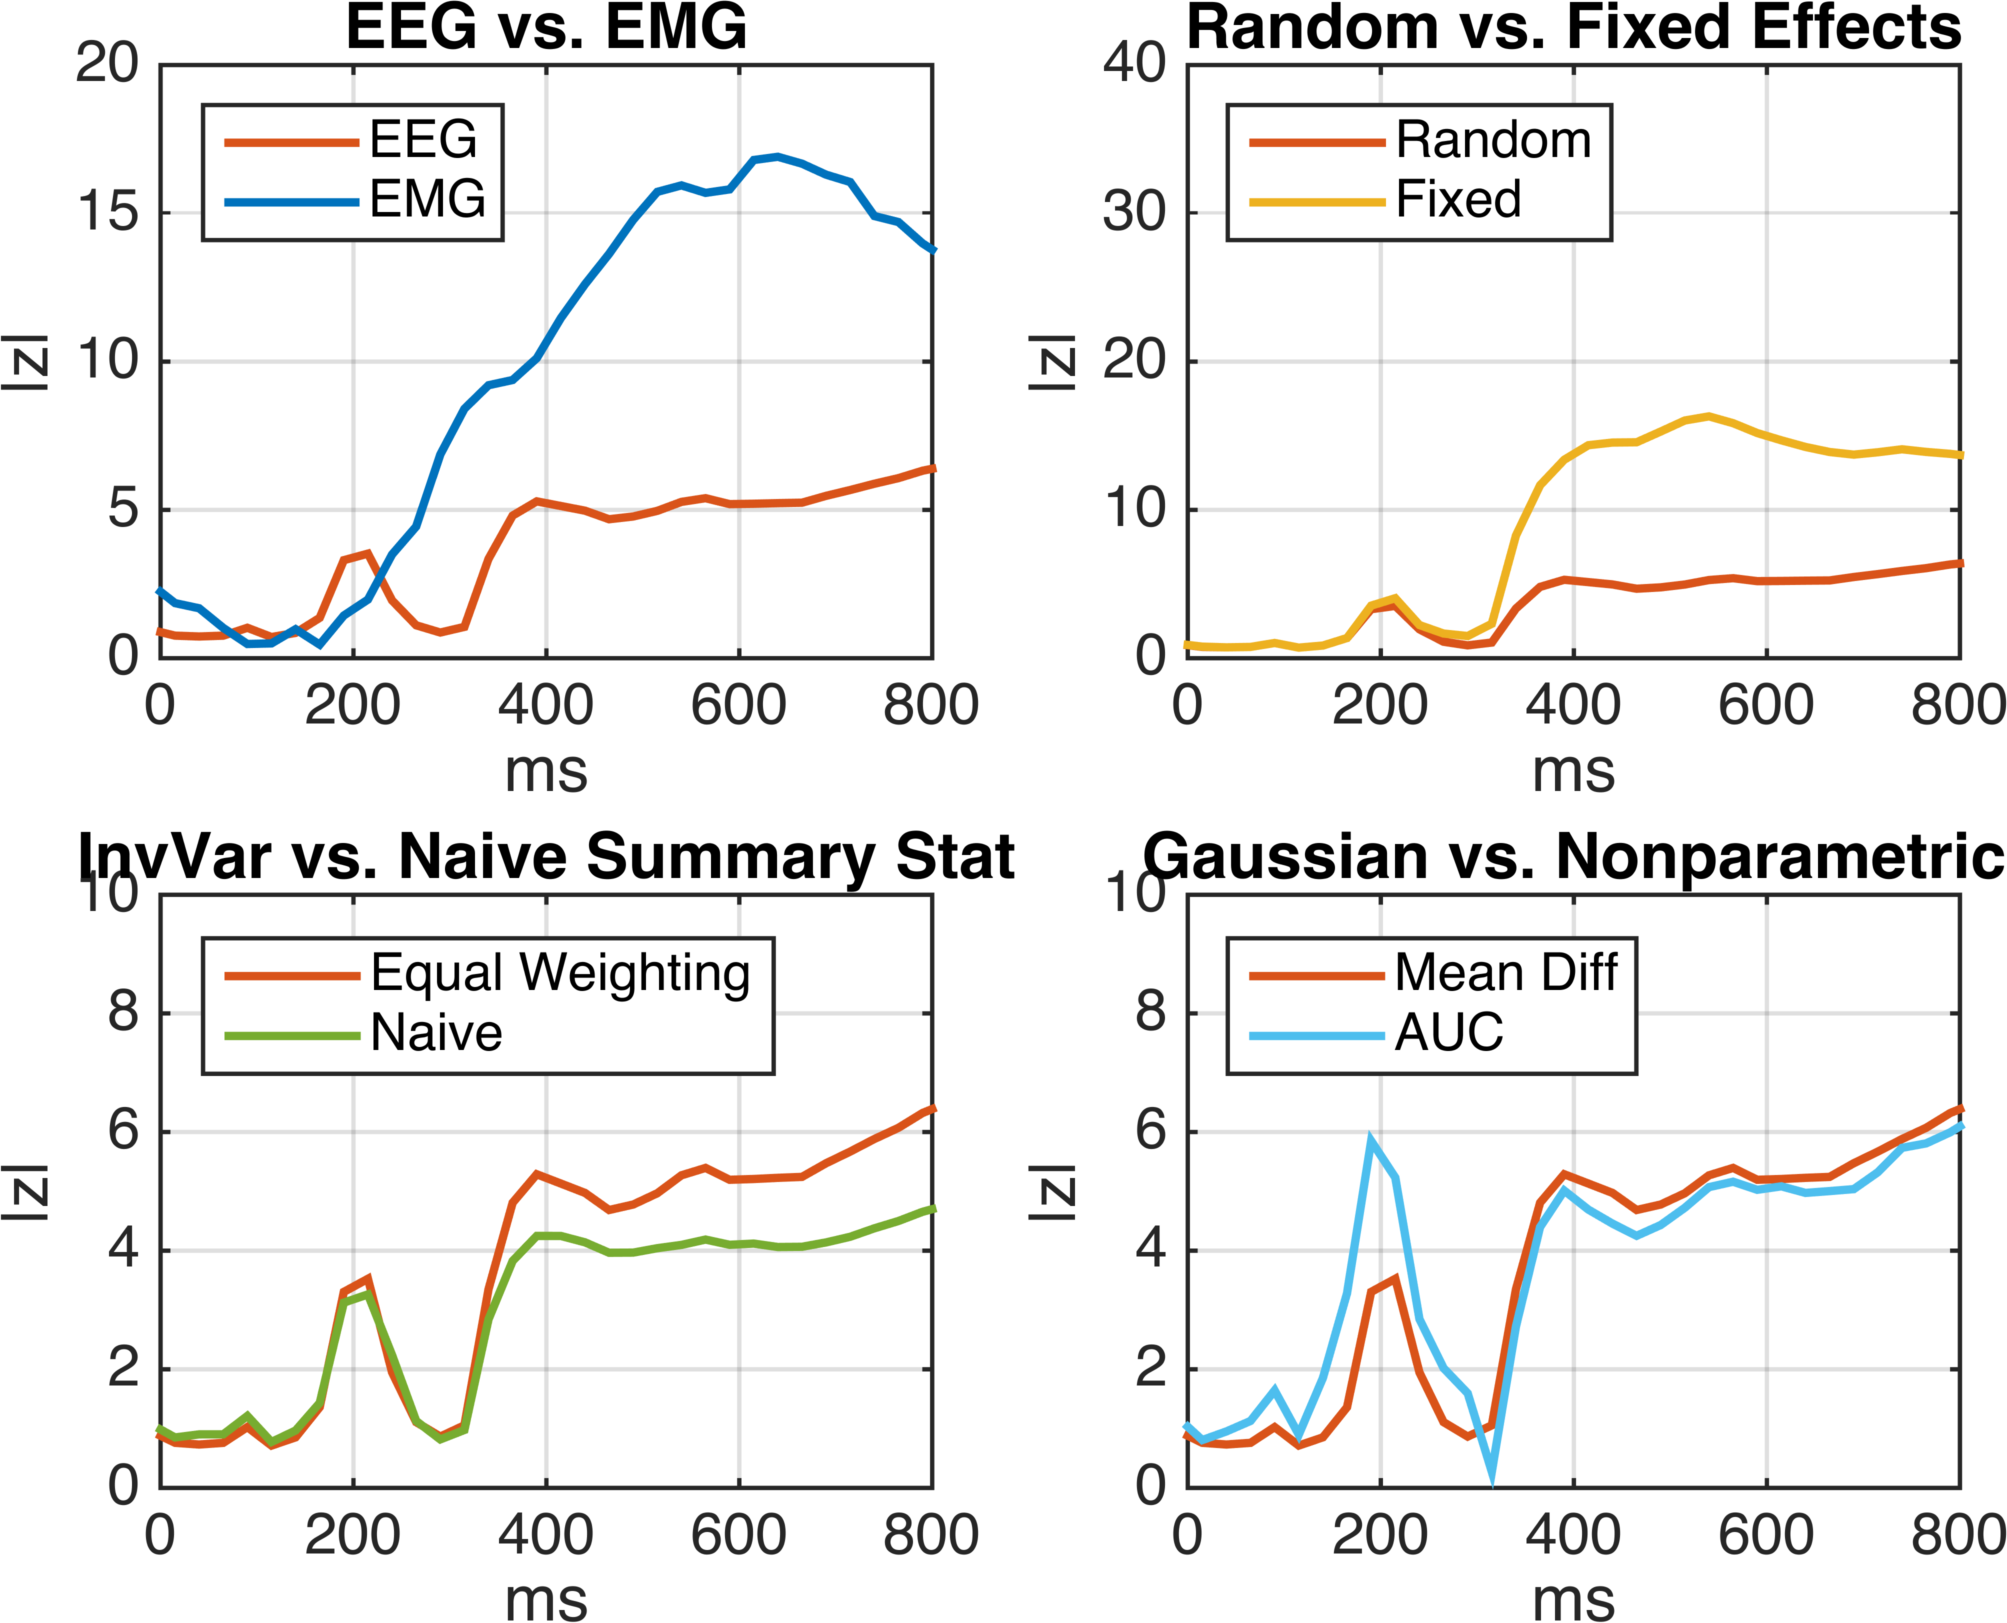 EEG vs. EMG
20
15
10
5
0
|z|
EEG
EMG
0 200 400 600 800
ms
Random vs. Fixed Effects
40
30
20
10
0
|z|
Random
Fixed
0 200 400 600 800
ms
InvVar vs. Naive Summary Stat
10
8
6
4
2
0
|z|
Equal Weighting
Naive
0 200 400 600 800
ms
Gaussian vs. Nonparametric
10
8
6
4
2
0
|z|
Mean Diff
AUC
0 200 400 600 800
ms